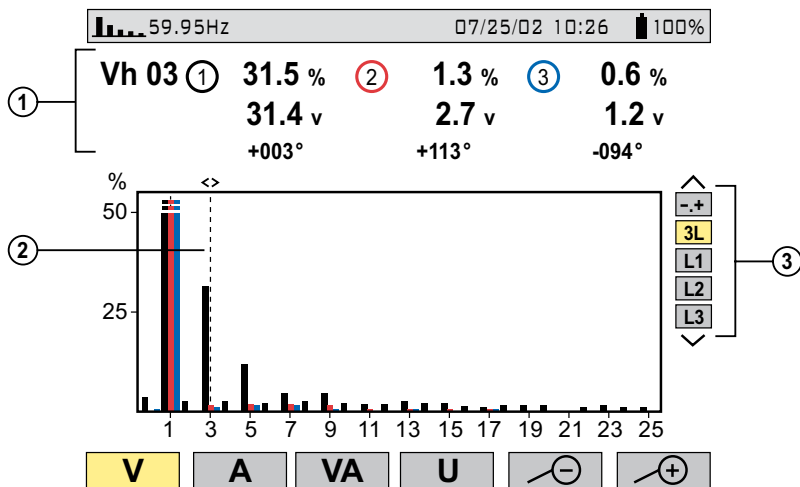 59.95Hz 07/25/02 10:26 100%
Vh 03 1 31.5 % 2 1.3 % 3 0.6 %
31.4 v 2.7 v 1.2 v
+003° +113° -094°
1
% <>
50
25
2
-.+
3L
L1
L2
L3
3
1 3 5 7 9 11 13 15 17 19 21 23 25
V A VA U − +